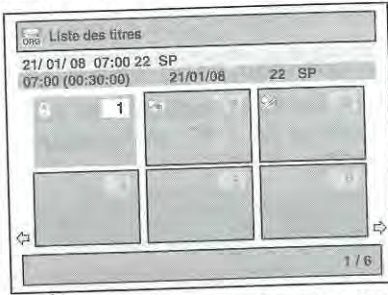 ORG Liste des titres
21/ 01/ 08 07:00 22 SP
07:00 (00:30:00) 21/01/08 22 SP
1
1 / 6